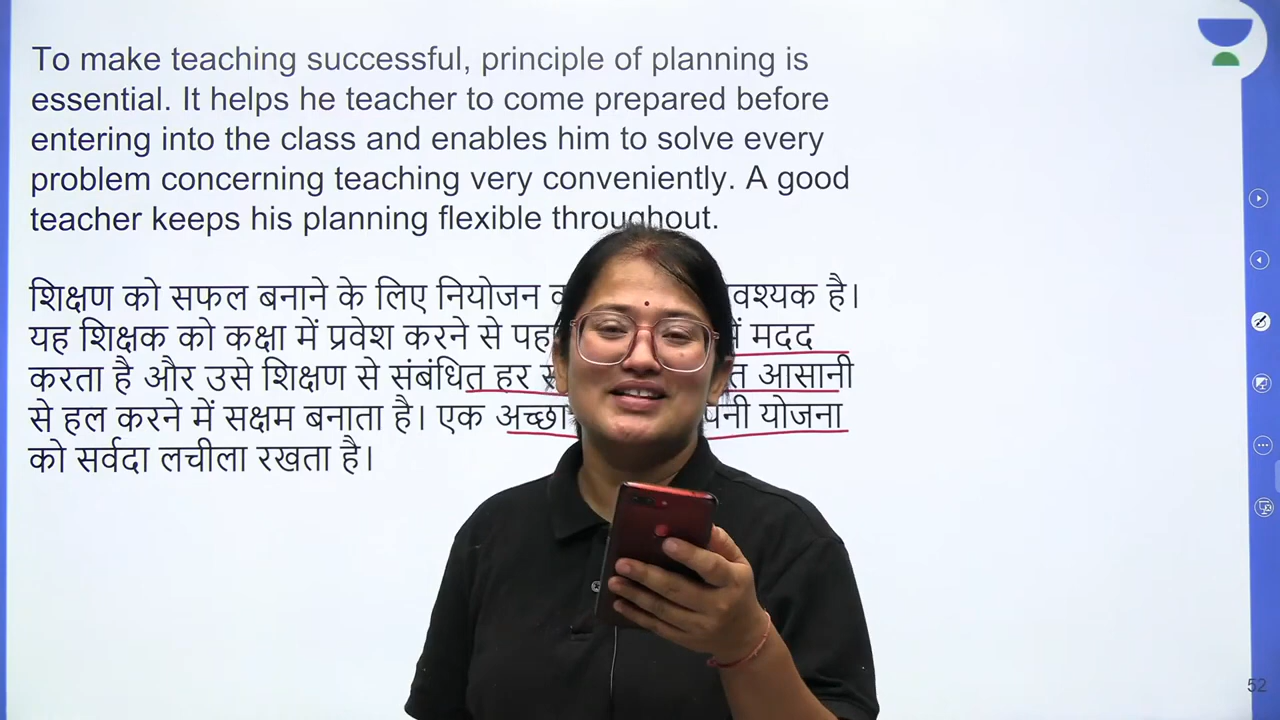 To make teaching successful, principle of planning is
essential. It helps he teacher to come prepared before
entering into the class and enables him to solve every
problem concerning teaching very conveniently. A good
teacher keeps his planning flexible throughout.
शिक्षण को सफल बनाने के लिए नियोजन है।
यह शिक्षक को कक्षा में प्रवेश करने से मदद
करता है और उसे शिक्षण से संबंधित हर आसानी
से हल करने में सक्षम बनाता है। एक अच्छा योजना
को सर्वदा लचीला रखता है।
52